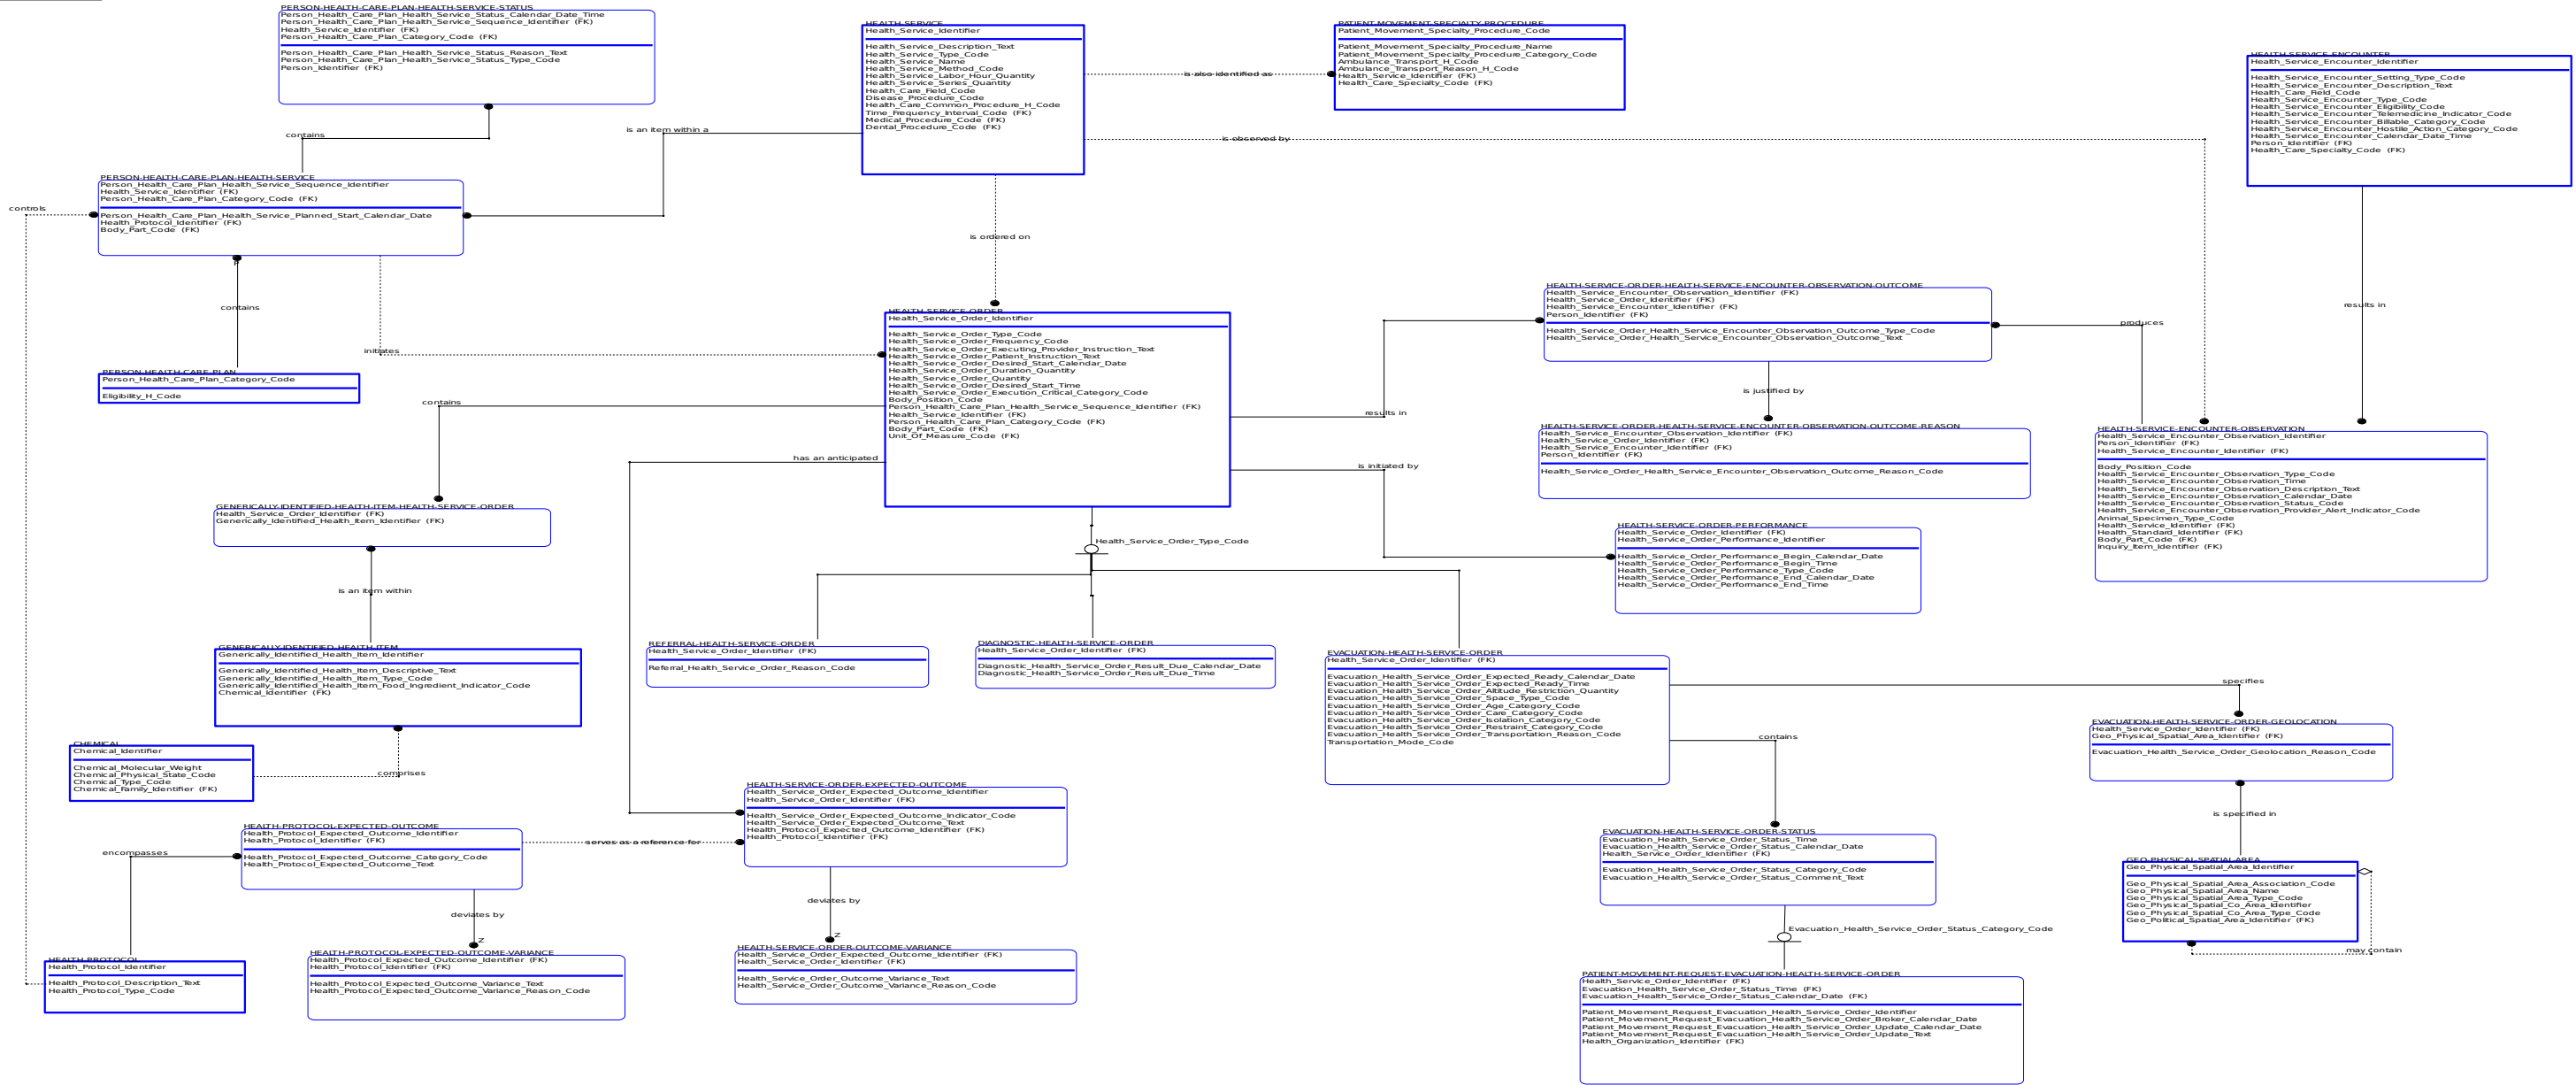 PERSON-HEALTH-CARE-PLAN-HEALTH-SERVICE-STATUS
Person_Health_Care_Plan_Health_Service_Status_Calendar_Date_Time
Person_Health_Care_Plan_Health_Service_Sequence_Identifier (FK)
Health_Service_Identifier (FK)
Person_Health_Care_Plan_Category_Code (FK)
Person_Health_Care_Plan_Health_Service_Status_Reason_Text
Person_Health_Care_Plan_Health_Service_Status_Type_Code
Person_Identifier (FK)
HEALTH-SERVICE
Health_Service_Identifier
Health_Service_Description_Text
Health_Service_Type_Code
Health_Service_Name
Health_Service_Method_Code
Health_Service_Labor_Hour_Quantity
Health_Service_Series_Quantity
Health_Care_Field_Code
Disease_Procedure_Code
Health_Care_Common_Procedure_H_Code
Time_Frequency_Interval_Code (FK)
Medical_Procedure_Code (FK)
Dental_Procedure_Code (FK)
PATIENT-MOVEMENT-SPECIALTY-PROCEDURE
Patient_Movement_Specialty_Procedure_Code
Patient_Movement_Specialty_Procedure_Name
Patient_Movement_Specialty_Procedure_Category_Code
Ambulance_Transport_H_Code
Ambulance_Transport_Reason_H_Code
Health_Service_Identifier (FK)
Health_Care_Specialty_Code (FK)
HEALTH-SERVICE-ENCOUNTER
Health_Service_Encounter_Identifier
Health_Service_Encounter_Setting_Type_Code
Health_Service_Encounter_Description_Text
Health_Care_Field_Code
Health_Service_Encounter_Type_Code
Health_Service_Encounter_Eligibility_Code
Health_Service_Encounter_Telemedicine_Indicator_Code
Health_Service_Encounter_Billable_Category_Code
Health_Service_Encounter_Hostile_Action_Category_Code
Health_Service_Encounter_Calendar_Date_Time
Person_Identifier (FK)
Health_Care_Specialty_Code (FK)
is also identified as
is observed by
is an item within a
contains
PERSON-HEALTH-CARE-PLAN-HEALTH-SERVICE
Person_Health_Care_Plan_Health_Service_Sequence_Identifier
Health_Service_Identifier (FK)
Person_Health_Care_Plan_Category_Code (FK)
Person_Health_Care_Plan_Health_Service_Planned_Start_Calendar_Date
Health_Protocol_Identifier (FK)
Body_Part_Code (FK)
controls
is ordered on
P
contains
initiates
PERSON-HEALTH-CARE-PLAN
Person_Health_Care_Plan_Category_Code
Eligibility_H_Code
HEALTH-SERVICE-ORDER
Health_Service_Order_Identifier
Health_Service_Order_Type_Code
Health_Service_Order_Frequency_Code
Health_Service_Order_Executing_Provider_Instruction_Text
Health_Service_Order_Patient_Instruction_Text
Health_Service_Order_Desired_Start_Calendar_Date
Health_Service_Order_Duration_Quantity
Health_Service_Order_Quantity
Health_Service_Order_Desired_Start_Time
Health_Service_Order_Execution_Critical_Category_Code
Body_Position_Code
Person_Health_Care_Plan_Health_Service_Sequence_Identifier (FK)
Health_Service_Identifier (FK)
Person_Health_Care_Plan_Category_Code (FK)
Body_Part_Code (FK)
Unit_Of_Measure_Code (FK)
HEALTH-SERVICE-ORDER-HEALTH-SERVICE-ENCOUNTER-OBSERVATION-OUTCOME
Health_Service_Encounter_Observation_Identifier (FK)
Health_Service_Order_Identifier (FK)
Health_Service_Encounter_Identifier (FK)
Person_Identifier (FK)
Health_Service_Order_Health_Service_Encounter_Observation_Outcome_Type_Code
Health_Service_Order_Health_Service_Encounter_Observation_Outcome_Text
produces
results in
is justified by
results in
contains
has an anticipated
is initiated by
HEALTH-SERVICE-ORDER-HEALTH-SERVICE-ENCOUNTER-OBSERVATION-OUTCOME-REASON
Health_Service_Encounter_Observation_Identifier (FK)
Health_Service_Order_Identifier (FK)
Health_Service_Encounter_Identifier (FK)
Person_Identifier (FK)
Health_Service_Order_Health_Service_Encounter_Observation_Outcome_Reason_Code
HEALTH-SERVICE-ENCOUNTER-OBSERVATION
Health_Service_Encounter_Observation_Identifier
Person_Identifier (FK)
Health_Service_Encounter_Identifier (FK)
Body_Position_Code
Health_Service_Encounter_Observation_Type_Code
Health_Service_Encounter_Observation_Time
Health_Service_Encounter_Observation_Description_Text
Health_Service_Encounter_Observation_Calendar_Date
Health_Service_Encounter_Observation_Status_Code
Health_Service_Encounter_Observation_Provider_Alert_Indicator_Code
Animal_Specimen_Type_Code
Health_Service_Identifier (FK)
Health_Standard_Identifier (FK)
Body_Part_Code (FK)
Inquiry_Item_Identifier (FK)
GENERICALLY-IDENTIFIED-HEALTH-ITEM-HEALTH-SERVICE-ORDER
Health_Service_Order_Identifier (FK)
Generically_Identified_Health_Item_Identifier (FK)
Health_Service_Order_Type_Code
HEALTH-SERVICE-ORDER-PERFORMANCE
Health_Service_Order_Identifier (FK)
Health_Service_Order_Performance_Identifier
Health_Service_Order_Performance_Begin_Calendar_Date
Health_Service_Order_Performance_Begin_Time
Health_Service_Order_Performance_Type_Code
Health_Service_Order_Performance_End_Calendar_Date
Health_Service_Order_Performance_End_Time
is an item within
GENERICALLY-IDENTIFIED-HEALTH-ITEM
Generically_Identified_Health_Item_Identifier
Generically_Identified_Health_Item_Descriptive_Text
Generically_Identified_Health_Item_Type_Code
Generically_Identified_Health_Item_Food_Ingredient_Indicator_Code
Chemical_Identifier (FK)
REFERRAL-HEALTH-SERVICE-ORDER
Health_Service_Order_Identifier (FK)
Referral_Health_Service_Order_Reason_Code
DIAGNOSTIC-HEALTH-SERVICE-ORDER
Health_Service_Order_Identifier (FK)
Diagnostic_Health_Service_Order_Result_Due_Calendar_Date
Diagnostic_Health_Service_Order_Result_Due_Time
EVACUATION-HEALTH-SERVICE-ORDER
Health_Service_Order_Identifier (FK)
Evacuation_Health_Service_Order_Expected_Ready_Calendar_Date
Evacuation_Health_Service_Order_Expected_Ready_Time
Evacuation_Health_Service_Order_Altitude_Restriction_Quantity
Evacuation_Health_Service_Order_Space_Type_Code
Evacuation_Health_Service_Order_Age_Category_Code
Evacuation_Health_Service_Order_Care_Category_Code
Evacuation_Health_Service_Order_Isolation_Category_Code
Evacuation_Health_Service_Order_Restraint_Category_Code
Evacuation_Health_Service_Order_Transportation_Reason_Code
Transportation_Mode_Code
specifies
contains
EVACUATION-HEALTH-SERVICE-ORDER-GEOLOCATION
Health_Service_Order_Identifier (FK)
Geo_Physical_Spatial_Area_Identifier (FK)
Evacuation_Health_Service_Order_Geolocation_Reason_Code
CHEMICAL
Chemical_Identifier
Chemical_Molecular_Weight
Chemical_Physical_State_Code
Chemical_Type_Code
Chemical_Family_Identifier (FK)
comprises
HEALTH-SERVICE-ORDER-EXPECTED-OUTCOME
Health_Service_Order_Expected_Outcome_Identifier
Health_Service_Order_Identifier (FK)
Health_Service_Order_Expected_Outcome_Indicator_Code
Health_Service_Order_Expected_Outcome_Text
Health_Protocol_Expected_Outcome_Identifier (FK)
Health_Protocol_Identifier (FK)
is specified in
HEALTH-PROTOCOL-EXPECTED-OUTCOME
Health_Protocol_Expected_Outcome_Identifier
Health_Protocol_Identifier (FK)
Health_Protocol_Expected_Outcome_Category_Code
Health_Protocol_Expected_Outcome_Text
encompasses
serves as a reference for
EVACUATION-HEALTH-SERVICE-ORDER-STATUS
Evacuation_Health_Service_Order_Status_Time
Evacuation_Health_Service_Order_Status_Calendar_Date
Health_Service_Order_Identifier (FK)
Evacuation_Health_Service_Order_Status_Category_Code
Evacuation_Health_Service_Order_Status_Comment_Text
GEO-PHYSICAL-SPATIAL-AREA
Geo_Physical_Spatial_Area_Identifier
Geo_Physical_Spatial_Area_Association_Code
Geo_Physical_Spatial_Area_Name
Geo_Physical_Spatial_Area_Type_Code
Geo_Physical_Spatial_Co_Area_Identifier
Geo_Physical_Spatial_Co_Area_Type_Code
Geo_Political_Spatial_Area_Identifier (FK)
may contain
deviates by
Z
deviates by
Z
Evacuation_Health_Service_Order_Status_Category_Code
HEALTH-PROTOCOL
Health_Protocol_Identifier
Health_Protocol_Description_Text
Health_Protocol_Type_Code
HEALTH-PROTOCOL-EXPECTED-OUTCOME-VARIANCE
Health_Protocol_Expected_Outcome_Identifier (FK)
Health_Protocol_Identifier (FK)
Health_Protocol_Expected_Outcome_Variance_Text
Health_Protocol_Expected_Outcome_Variance_Reason_Code
HEALTH-SERVICE-ORDER-OUTCOME-VARIANCE
Health_Service_Order_Expected_Outcome_Identifier (FK)
Health_Service_Order_Identifier (FK)
Health_Service_Order_Outcome_Variance_Text
Health_Service_Order_Outcome_Variance_Reason_Code
PATIENT-MOVEMENT-REQUEST-EVACUATION-HEALTH-SERVICE-ORDER
Health_Service_Order_Identifier (FK)
Evacuation_Health_Service_Order_Status_Time (FK)
Evacuation_Health_Service_Order_Status_Calendar_Date (FK)
Patient_Movement_Request_Evacuation_Health_Service_Order_Identifier
Patient_Movement_Request_Evacuation_Health_Service_Order_Broker_Calendar_Date
Patient_Movement_Request_Evacuation_Health_Service_Order_Update_Calendar_Date
Patient_Movement_Request_Evacuation_Health_Service_Order_Update_Text
Health_Organization_Identifier (FK)